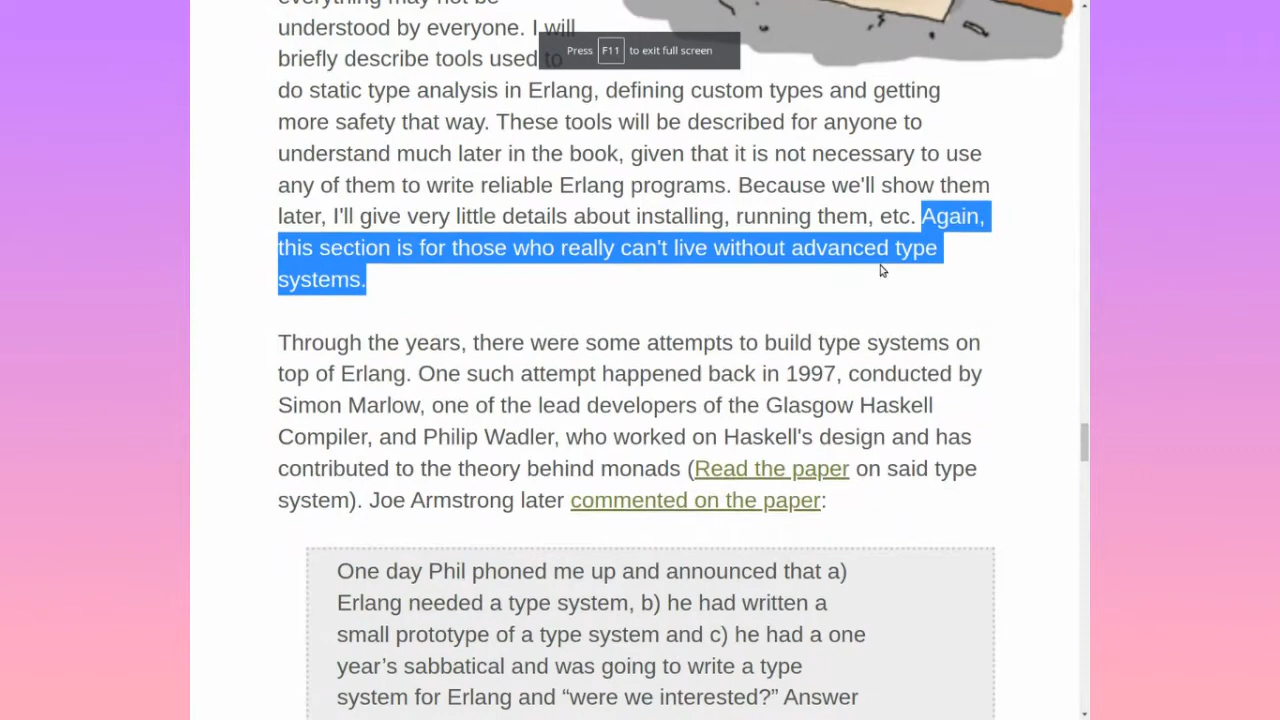 everything may not be
understood by everyone. I will
briefly describe tools used to
Press F11 to exit full screen
do static type analysis in Erlang, defining custom types and getting
more safety that way. These tools will be described for anyone to
understand much later in the book, given that it is not necessary to use
any of them to write reliable Erlang programs. Because we'll show them
later, I'll give very little details about installing, running them, etc. Again,
this section is for those who really can't live without advanced type
systems.
Through the years, there were some attempts to build type systems on
top of Erlang. One such attempt happened back in 1997, conducted by
Simon Marlow, one of the lead developers of the Glasgow Haskell
Compiler, and Philip Wadler, who worked on Haskell's design and has
contributed to the theory behind monads (Read the paper on said type
system). Joe Armstrong later commented on the paper:
One day Phil phoned me up and announced that a)
Erlang needed a type system, b) he had written a
small prototype of a type system and c) he had a one
year’s sabbatical and was going to write a type
system for Erlang and “were we interested?” Answer